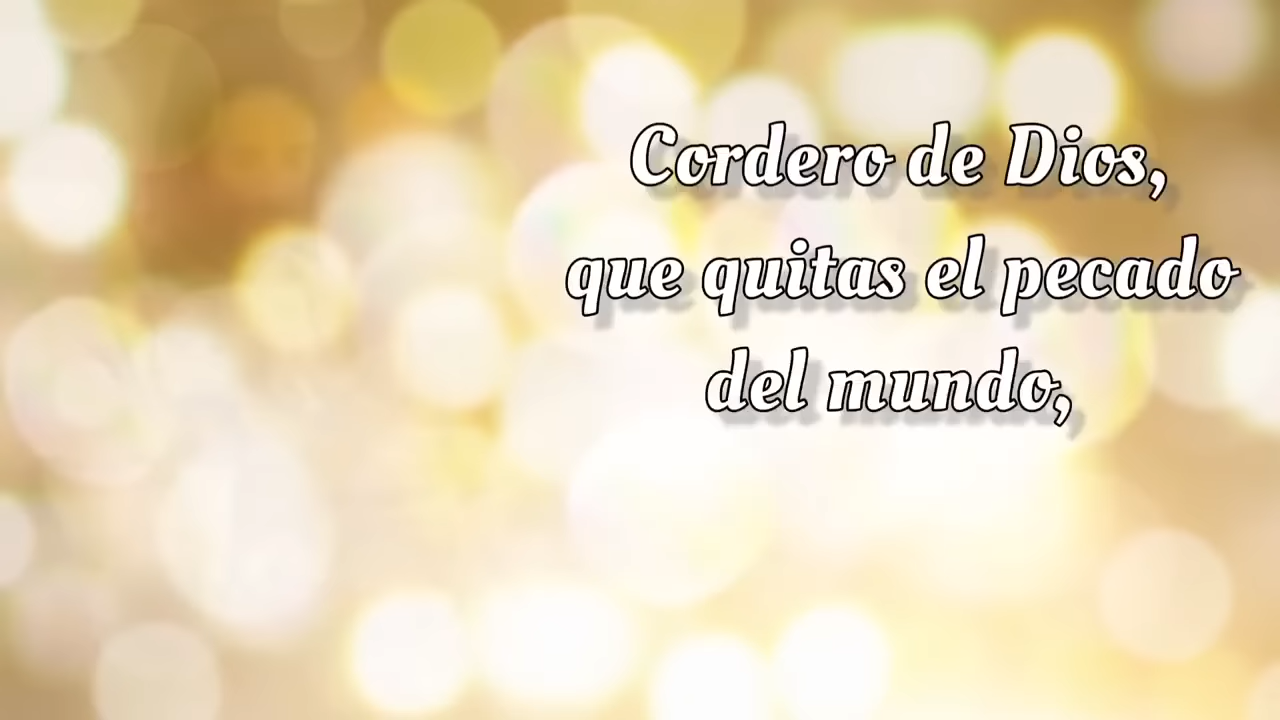 Cordero de Dios,
que quitas el pecado
del mundo,